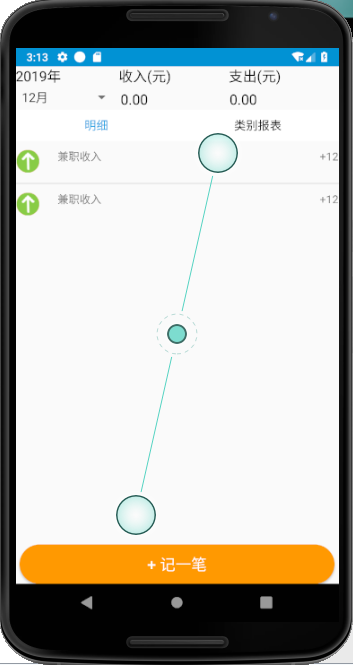 3:13
2019年 收入(元) 支出(元)
12月 0.00 0.00
明细 类别报表
兼职收入 +12
兼职收入 +12
+ 记一笔